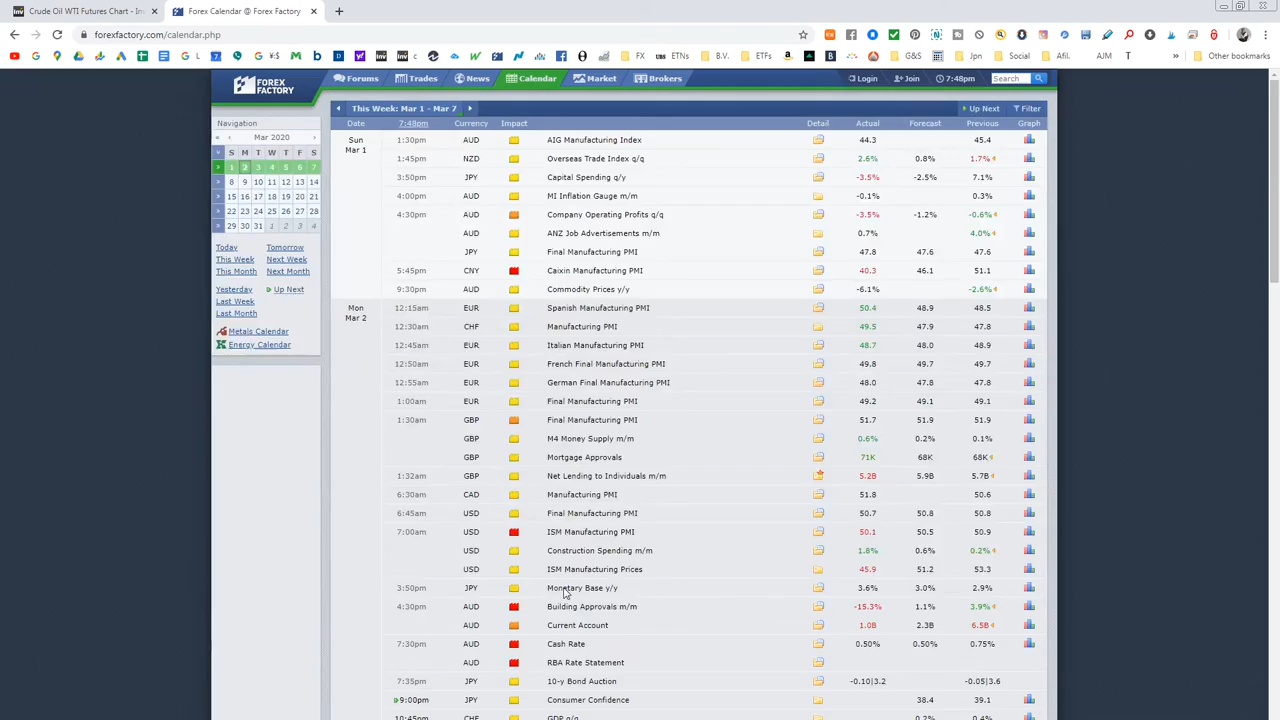 Crude Oil WTI Futures Chart - Inv × Forex Calendar @ Forex Factory × +
forexfactory.com/calendar.php
G ¥·$ M FX UETs ETNs B.V. ETFs G&S Jpn Social Afil. AJM T » Other bookmarks
FOREX FACTORY Forums Trades News Calendar Market Brokers Login Join 7:48pm Search
This Week: Mar 1 - Mar 7 Up Next Filter
Navigation Date 7:48pm Currency Impact Detail Actual Forecast Previous Graph
Mar 2020
S M T W T F S
1 2 3 4 5 6 7
8 9 10 11 12 13 14
15 16 17 18 19 20 21
22 23 24 25 26 27 28
29 30 31 1 2 3 4
Today Tomorrow
This Week Next Week
This Month Next Month
Yesterday Up Next
Last Week
Last Month
Metals Calendar
Energy Calendar
Sun Mar 1 1:30pm AUD AIG Manufacturing Index 44.3 45.4
1:45pm NZD Overseas Trade Index q/q 2.6% 0.8% 1.7%
3:50pm JPY Capital Spending q/y -3.5% -2.5% 7.1%
4:00pm AUD MI Inflation Gauge m/m -0.1% 0.3%
4:30pm AUD Company Operating Profits q/q -3.5% -1.2% -0.6%
AUD ANZ Job Advertisements m/m 0.7% 4.0%
JPY Final Manufacturing PMI 47.8 47.6 47.6
5:45pm CNY Caixin Manufacturing PMI 40.3 46.1 51.1
9:30pm AUD Commodity Prices y/y -6.1% -2.6%
Mon Mar 2 12:15am EUR Spanish Manufacturing PMI 50.4 48.9 48.5
12:30am CHF Manufacturing PMI 49.5 47.9 47.8
12:45am EUR Italian Manufacturing PMI 48.7 48.0 48.9
12:50am EUR French Final Manufacturing PMI 49.8 49.7 49.7
12:55am EUR German Final Manufacturing PMI 48.0 47.8 47.8
1:00am EUR Final Manufacturing PMI 49.2 49.1 49.1
1:30am GBP Final Manufacturing PMI 51.7 51.9 51.9
GBP M4 Money Supply m/m 0.6% 0.2% 0.1%
GBP Mortgage Approvals 71K 68K 68K
1:32am GBP Net Lending to Individuals m/m 5.2B 5.9B 5.7B
6:30am CAD Manufacturing PMI 51.8 50.6
6:45am USD Final Manufacturing PMI 50.7 50.8 50.8
7:00am USD ISM Manufacturing PMI 50.1 50.5 50.9
USD Construction Spending m/m 1.8% 0.6% 0.2%
USD ISM Manufacturing Prices 45.9 51.2 53.3
3:50pm JPY Monetary Base y/y 3.6% 3.0% 2.9%
4:30pm AUD Building Approvals m/m -15.3% 1.1% 3.9%
AUD Current Account 1.0B 2.3B 6.5B
7:30pm AUD Cash Rate 0.50% 0.50% 0.75%
AUD RBA Rate Statement
7:35pm JPY 10-y Bond Auction -0.10|3.2 -0.05|3.6
9:00pm JPY Consumer Confidence 38.4 39.1
10:45pm CHF GDP q/q 0.2% 0.4%